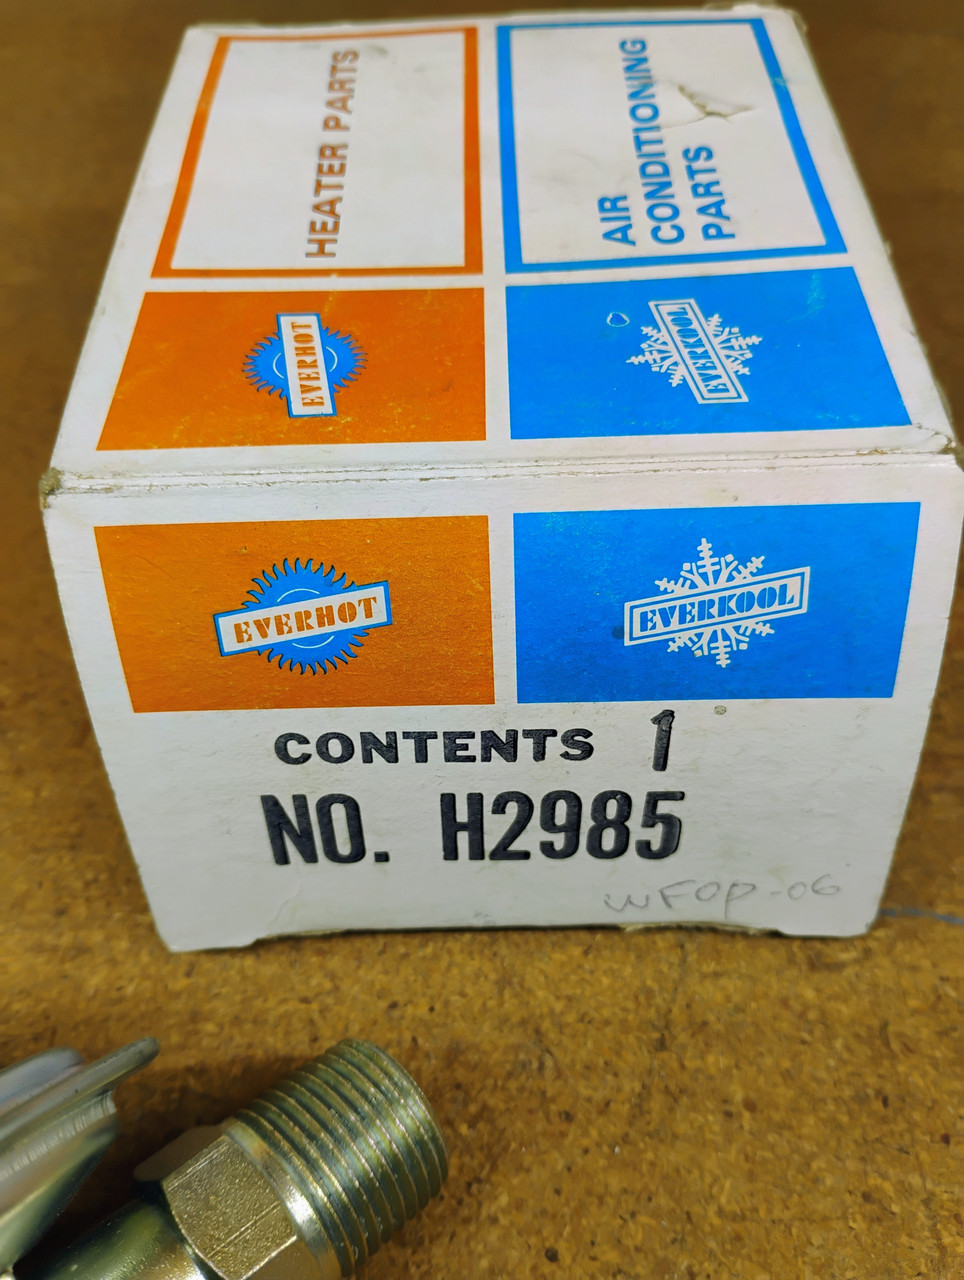 HEATER PARTS
AIR
CONDITIONING
PARTS
EVERHOT
EVERKOOL
EVERHOT
EVERKOOL
CONTENTS 1
NO. H2985
WFOP-06